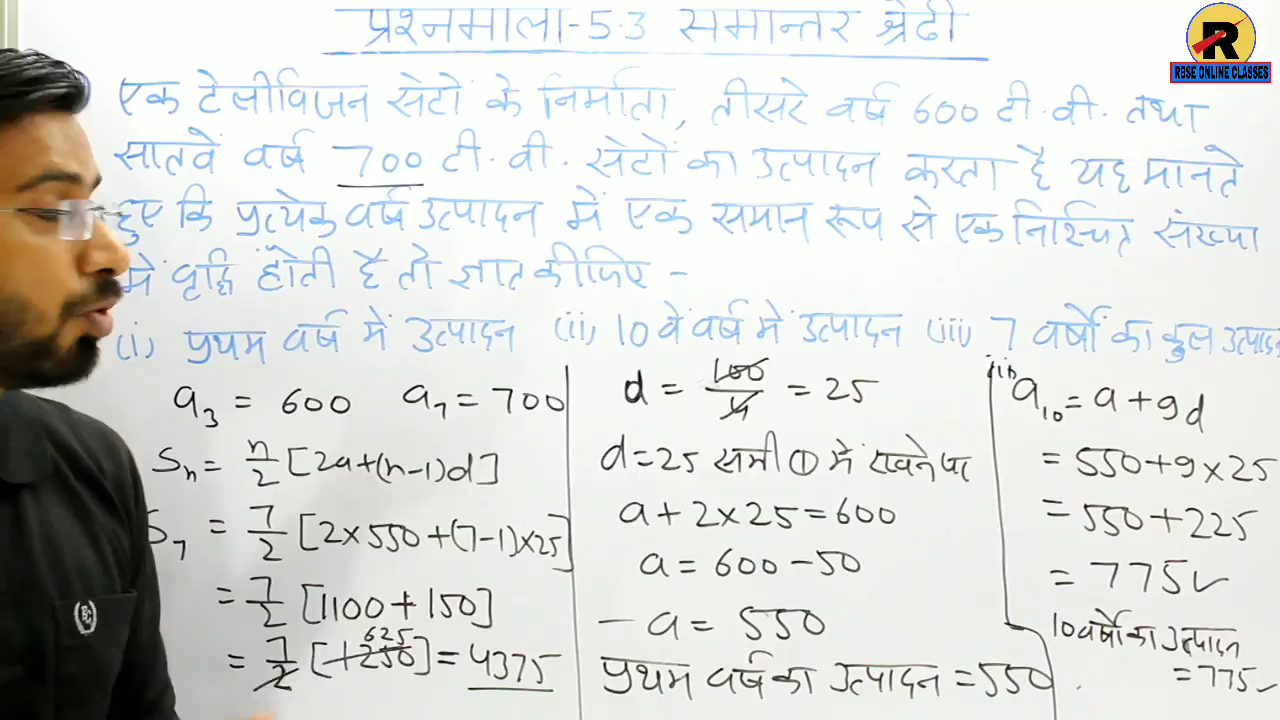 प्रश्नमाला-5.3 समान्तर श्रेढी
R
RBSE ONLINE CLASSES
एक टेलीविजन सेटों के निर्माता, तीसरे वर्ष 600 टी.वी. तथा
सातवें वर्ष 700 टी.वी. सेटों का उत्पादन करता है यह मानते
हुए कि प्रत्येक वर्ष उत्पादन में एक समान रूप से एक निश्चित संख्या
में वृद्धि होती है तो ज्ञात कीजिए -
(i) प्रथम वर्ष में उत्पादन (ii) 10 वें वर्ष में उत्पादन (iii) 7 वर्षों का कुल उत्पादन
a₃ = 600 a₇ = 700
Sₙ = n/2 [2a+(n-1)d]
S₇ = 7/2 [2×550+(7-1)×25]
= 7/2 [1100+150]
= 7/2 [1250] 625 = 4375
d = 100/4 = 25
d=25 समी ① में रखने पर
a+2×25=600
a = 600-50
- a = 550
प्रथम वर्ष का उत्पादन = 550
(ii) a₁₀ = a+9d
= 550+9×25
= 550+225
= 775
10 वर्षों का उत्पादन
= 775